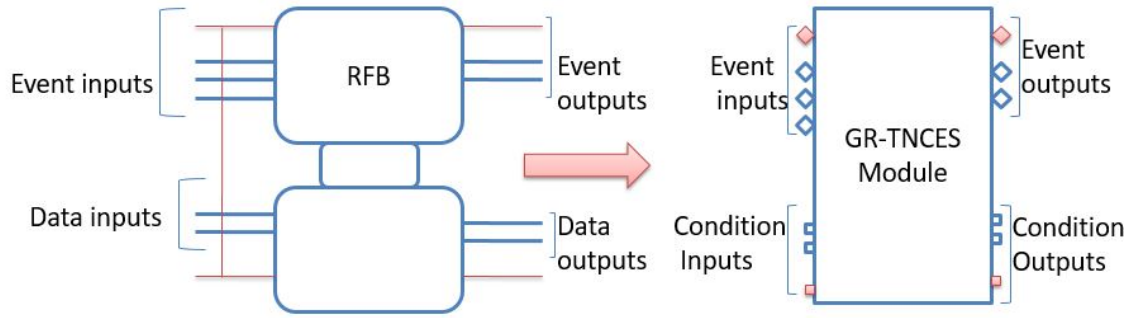 Event inputs
RFB
Event
outputs
Data inputs
Data
outputs
Event
inputs
GR-TNCES
Module
Event
outputs
Condition
Inputs
Condition
Outputs